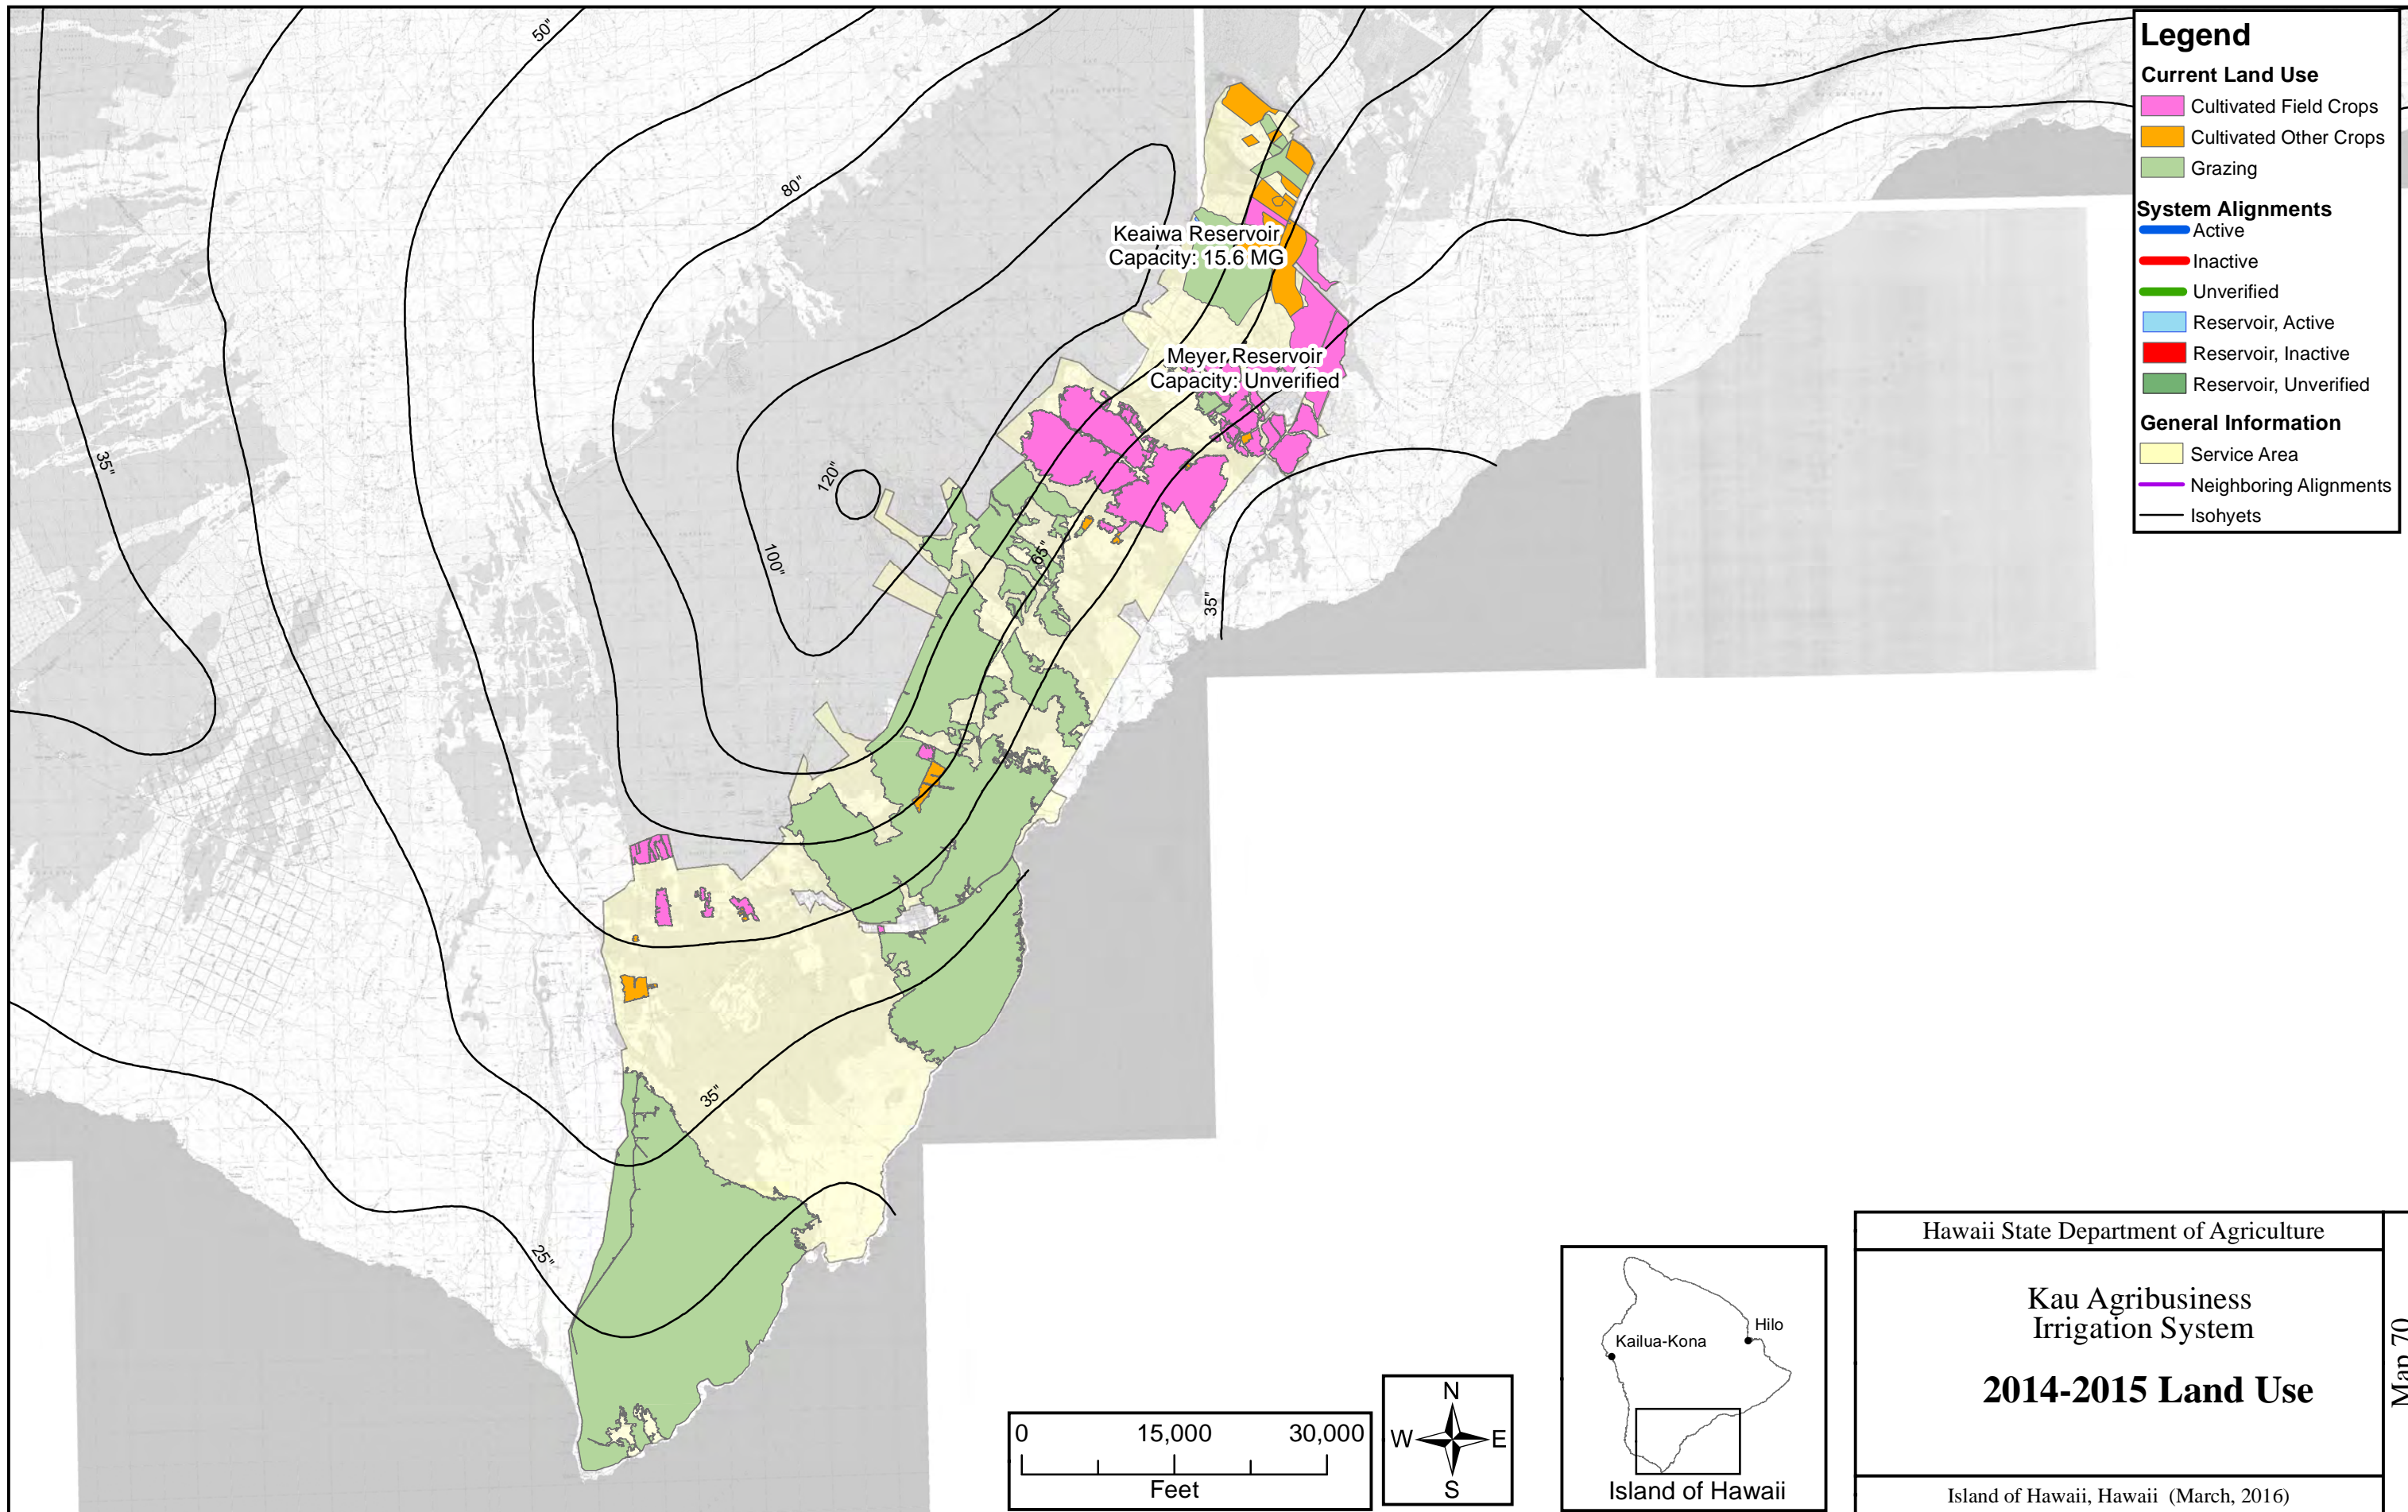 50"
80"
35"
120"
100"
65"
35"
35"
25"
Keaiwa Reservoir
Capacity: 15.6 MG
Meyer Reservoir
Capacity: Unverified
Legend
Current Land Use
Cultivated Field Crops
Cultivated Other Crops
Grazing
System Alignments
Active
Inactive
Unverified
Reservoir, Active
Reservoir, Inactive
Reservoir, Unverified
General Information
Service Area
Neighboring Alignments
Isohyets
0 15,000 30,000
Feet
N
W E
S
Kailua-Kona
Hilo
Island of Hawaii
Hawaii State Department of Agriculture
Kau Agribusiness
Irrigation System
2014-2015 Land Use
Island of Hawaii, Hawaii (March, 2016)
Map 70